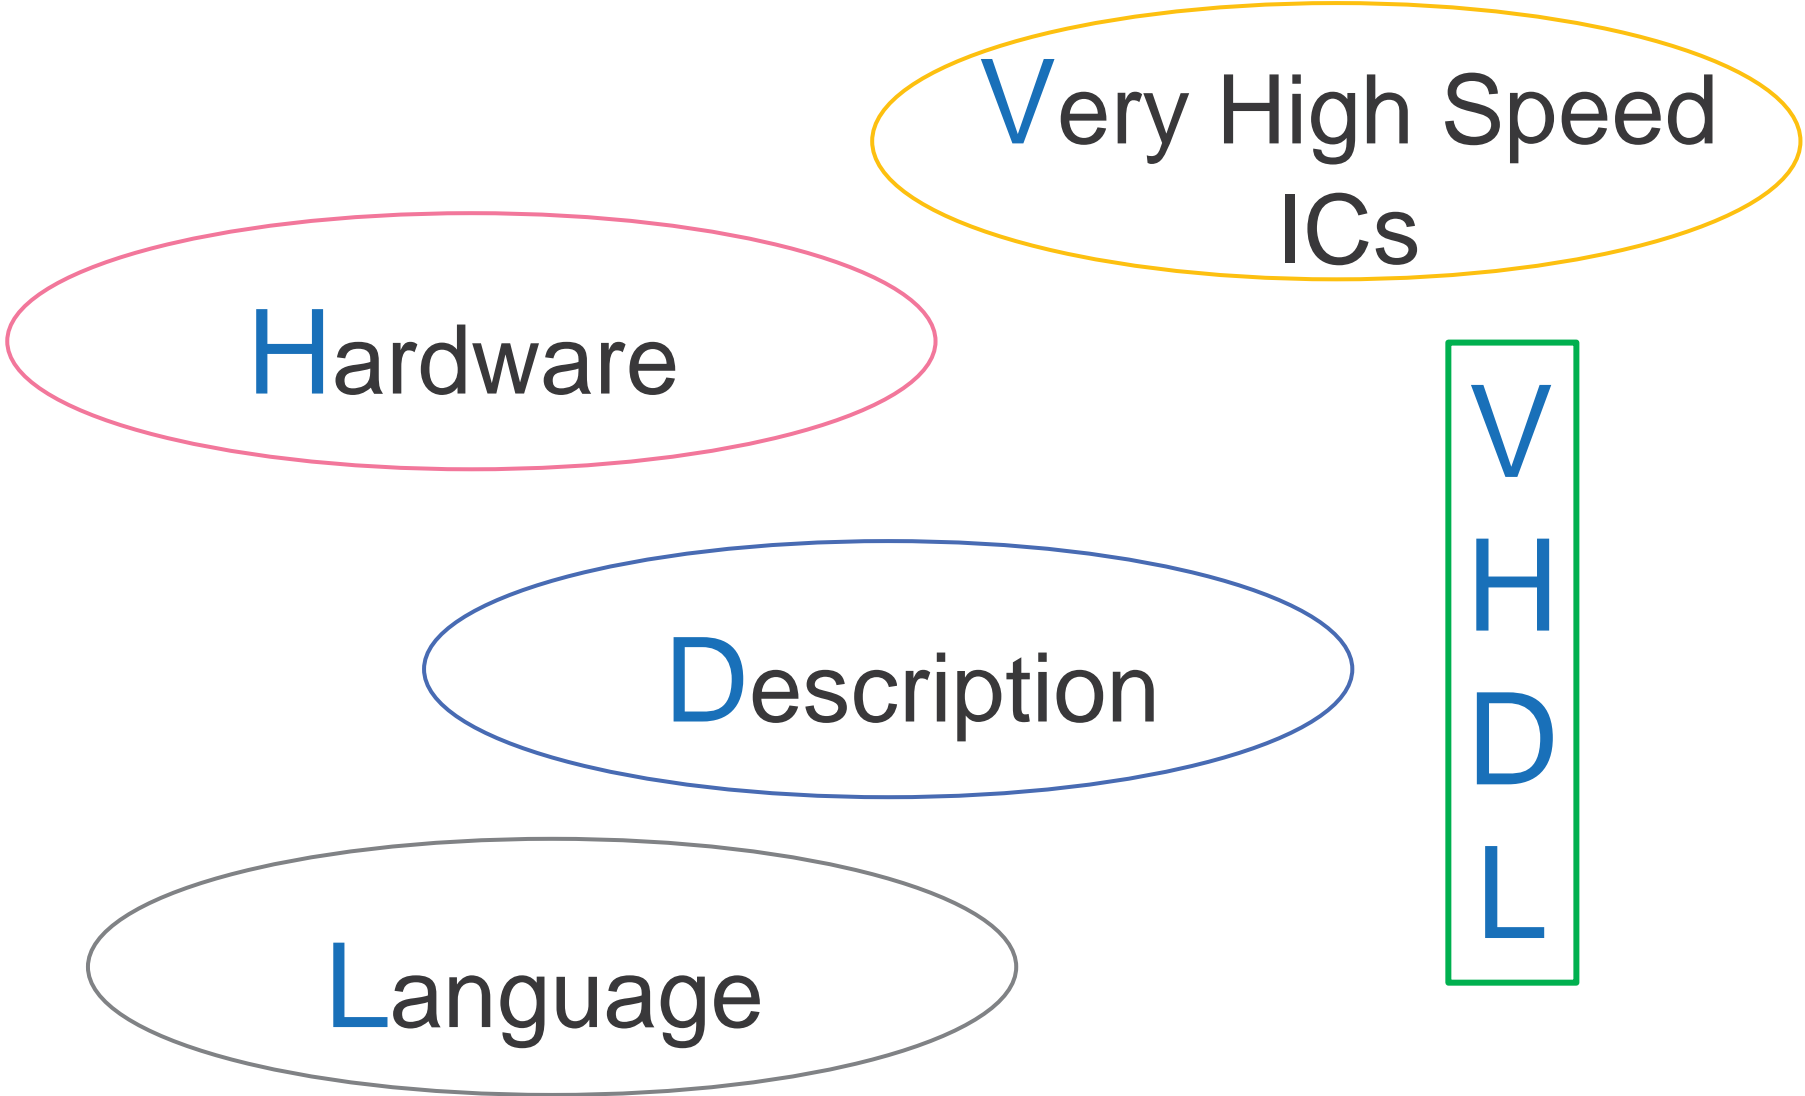 Very High Speed
ICs
Hardware
Description
Language
V
H
D
L